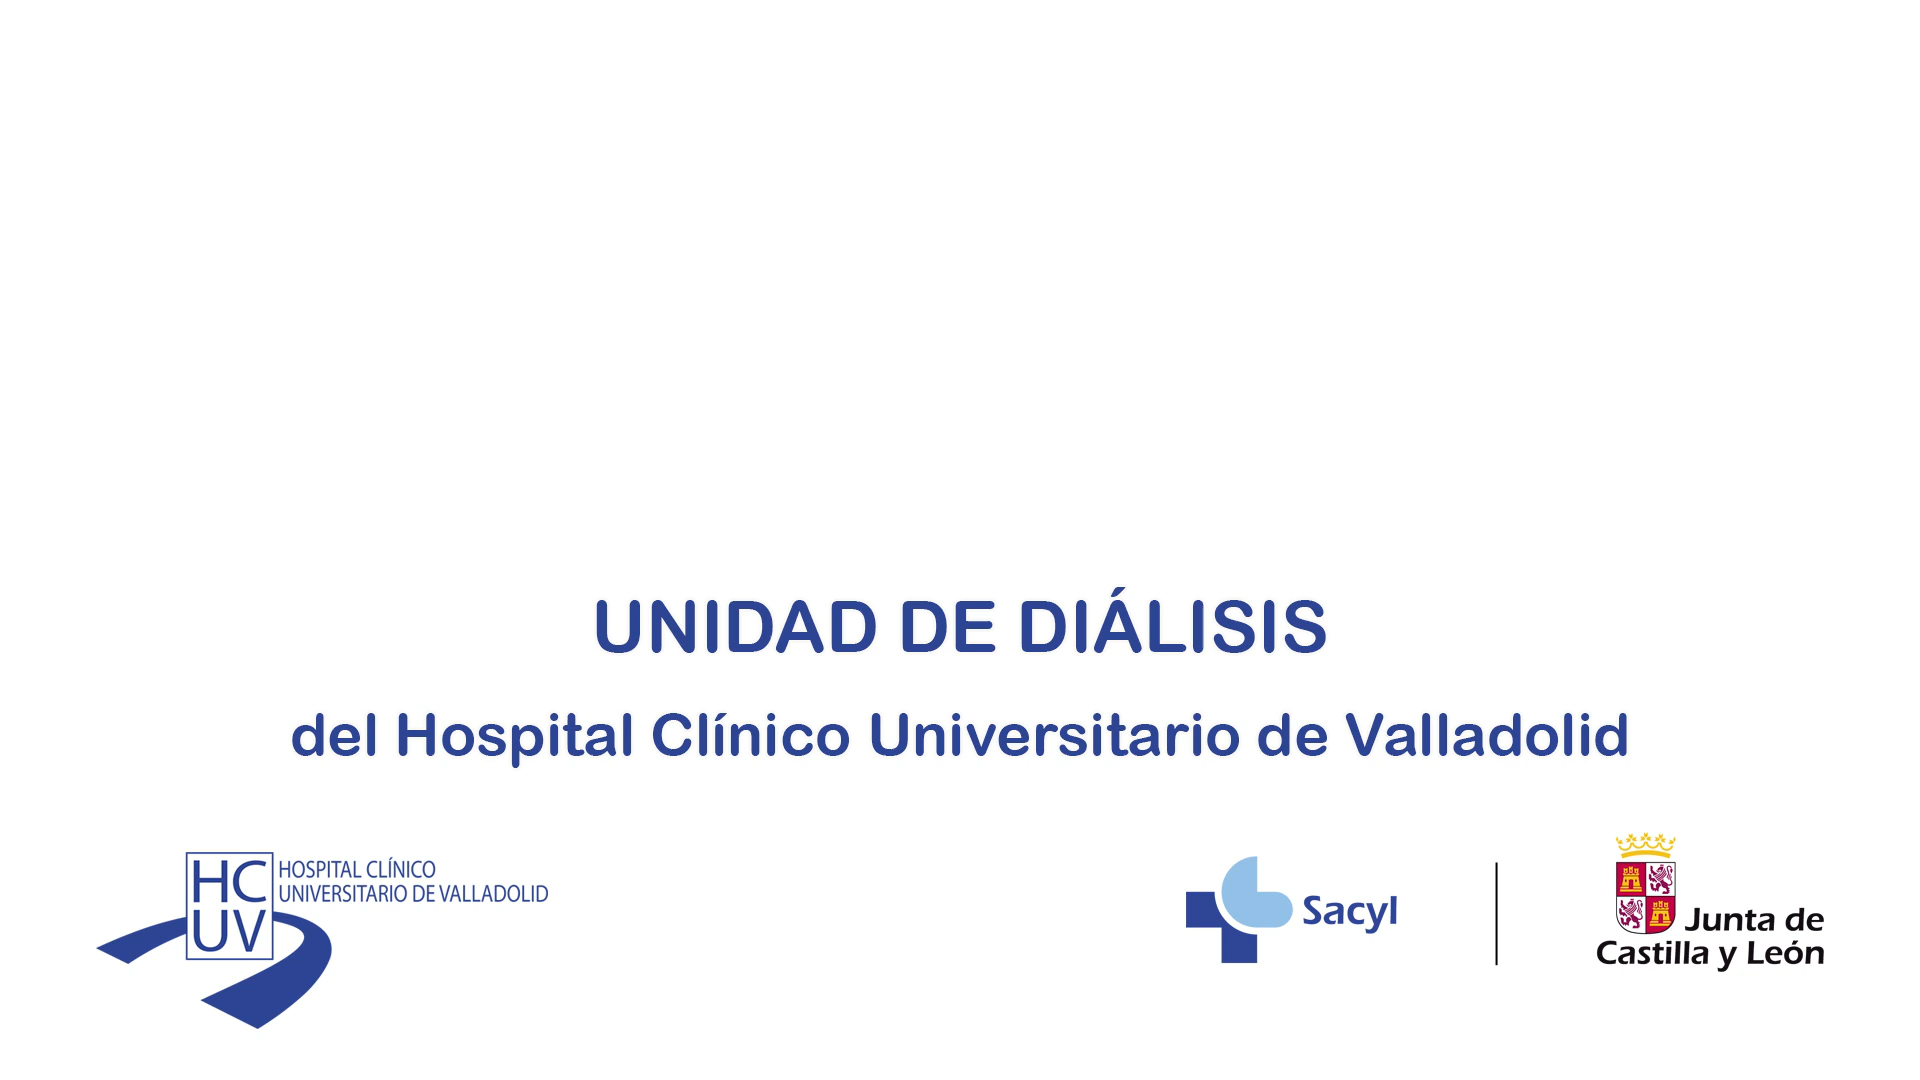 UNIDAD DE DIÁLISIS
del Hospital Clínico Universitario de Valladolid
HC
UV
HOSPITAL CLÍNICO
UNIVERSITARIO DE VALLADOLID
Sacyl
Junta de
Castilla y León